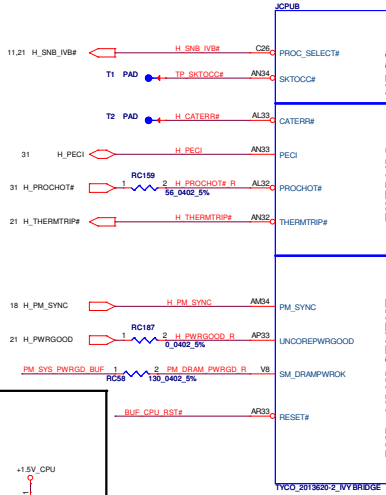 JCPUB
11,21 H_SNB_IVB# H_SNB_IVB# C26 PROC_SELECT#
T1 PAD TP_SKTOCC# AN34 SKTOCC#
T2 PAD H_CATERR# AL33 CATERR#
31 H_PECI H_PECI AN33 PECI
RC159
31 H_PROCHOT# 1 2 H_PROCHOT#_R AL32 PROCHOT#
56_0402_5%
21 H_THERMTRIP# H_THERMTRIP# AN32 THERMTRIP#
18 H_PM_SYNC H_PM_SYNC AM34 PM_SYNC
RC187
21 H_PWRGOOD 1 2 H_PWRGOOD_R AP33 UNCOREPWRGOOD
0_0402_5%
PM_SYS_PWRGD_BUF 1 2 PM_DRAM_PWRGD_R V8 SM_DRAMPWROK
RC58 130_0402_5%
BUF_CPU_RST# AR33 RESET#
+1.5V_CPU
1
TYCO_2013620-2_IVY BRIDGE